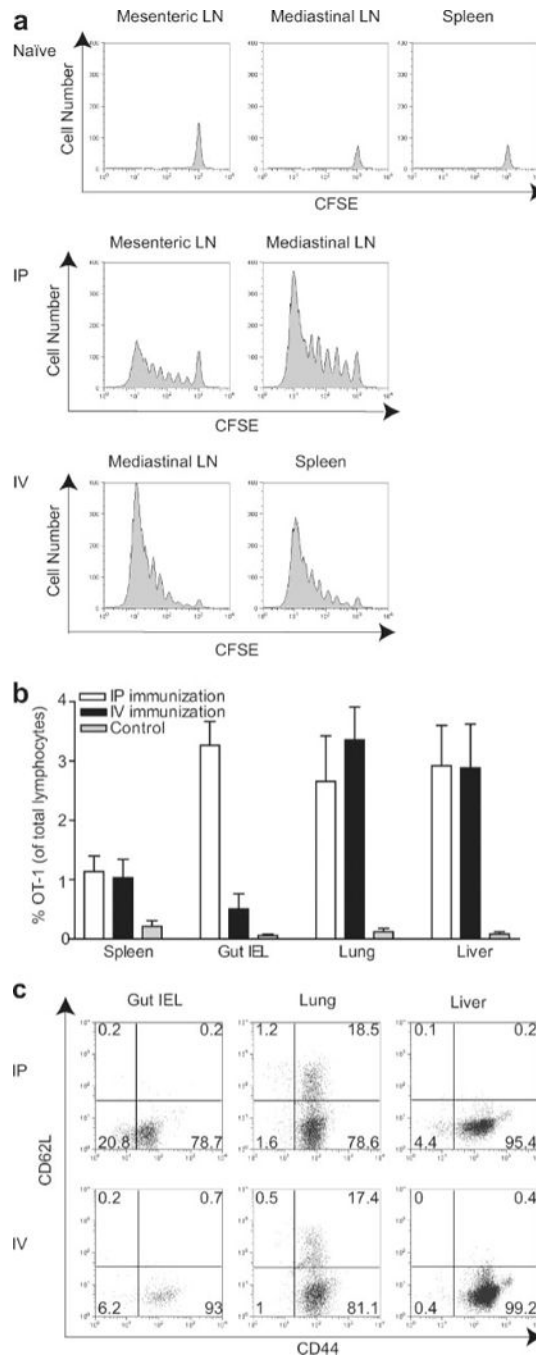 a
Mesenteric LN Mediastinal LN Spleen
Naïve
Cell Number
CFSE
Mesenteric LN Mediastinal LN
IP
Cell Number
CFSE
Mediastinal LN Spleen
IV
Cell Number
CFSE
b
IP immunization
IV immunization
Control
% OT-1 (of total lymphocytes)
4
3
2
1
0
Spleen Gut IEL Lung Liver
c
Gut IEL Lung Liver
IP
0.2 0.2 1.2 18.5 0.1 0.2
20.8 78.7 1.6 78.6 4.4 95.4
CD62L
IV
0.2 0.7 0.5 17.4 0 0.4
6.2 93 1 81.1 0.4 99.2
CD44